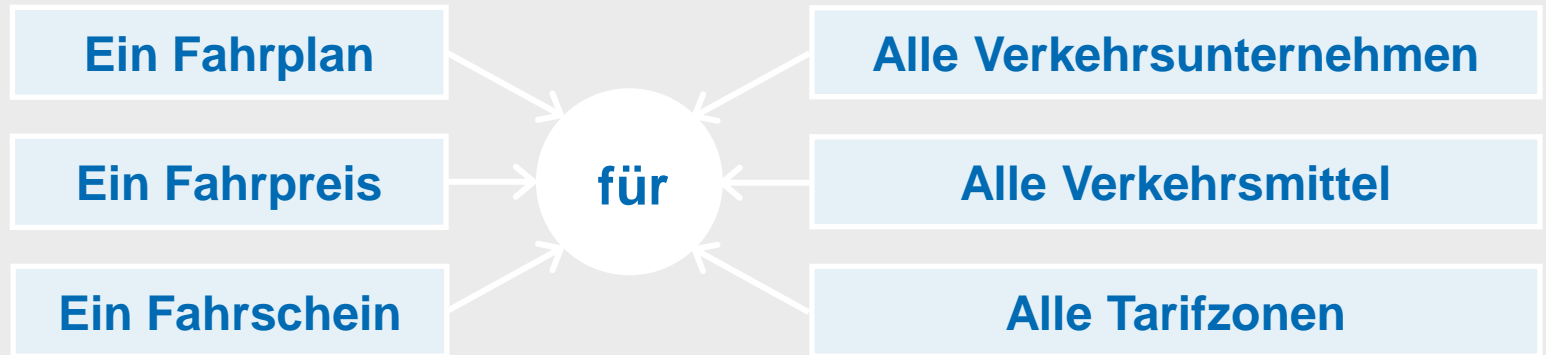 Ein Fahrplan
Ein Fahrpreis
Ein Fahrschein
für
Alle Verkehrsunternehmen
Alle Verkehrsmittel
Alle Tarifzonen